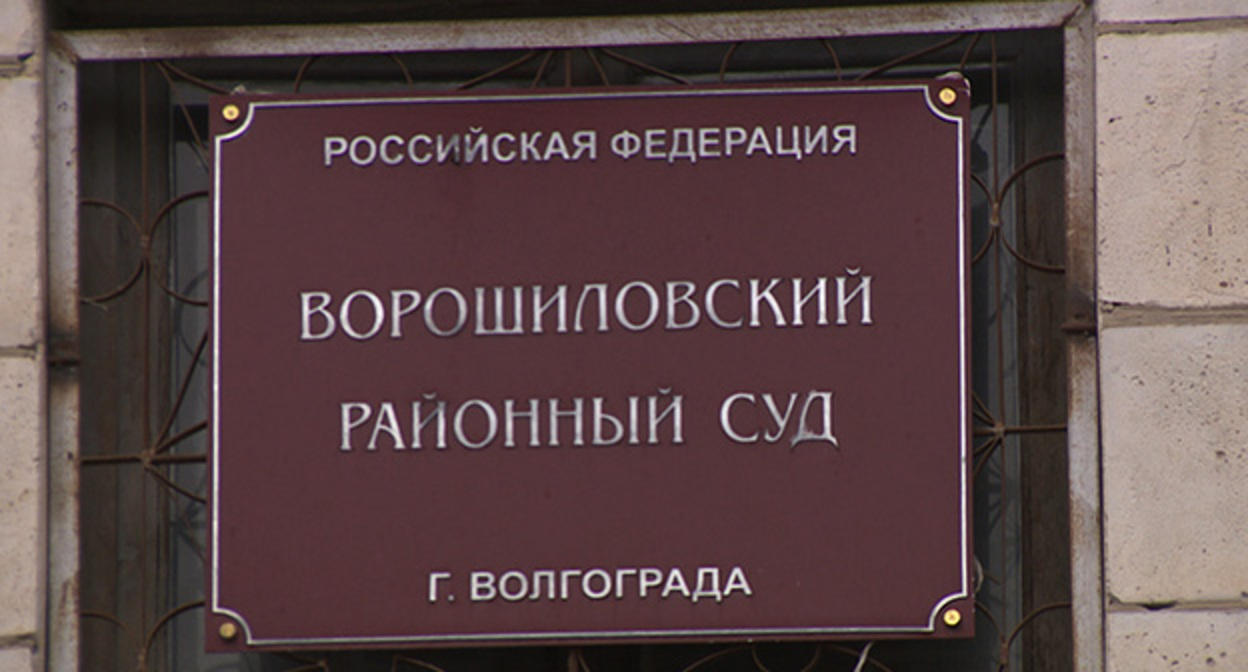 РОССИЙСКАЯ ФЕДЕРАЦИЯ
ВОРОШИЛОВСКИЙ
РАЙОННЫЙ СУД
Г. ВОЛГОГРАДА